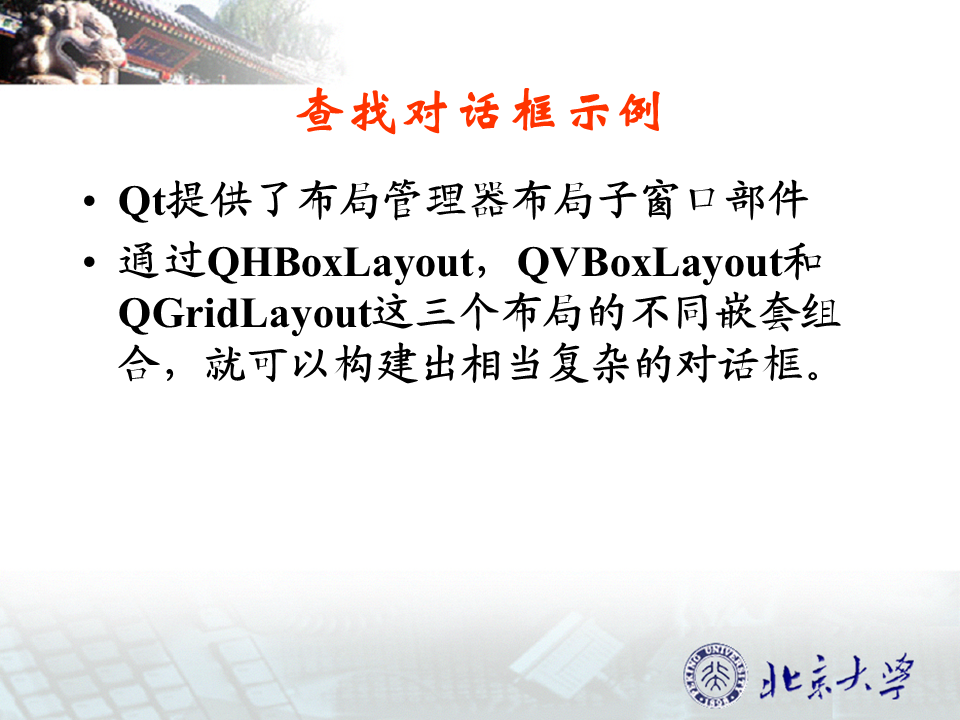 查找对话框示例
• Qt提供了布局管理器布局子窗口部件
• 通过QHBoxLayout，QVBoxLayout和
QGridLayout这三个布局的不同嵌套组
合，就可以构建出相当复杂的对话框。
PEKING UNIVERSITY
1898
北京大学